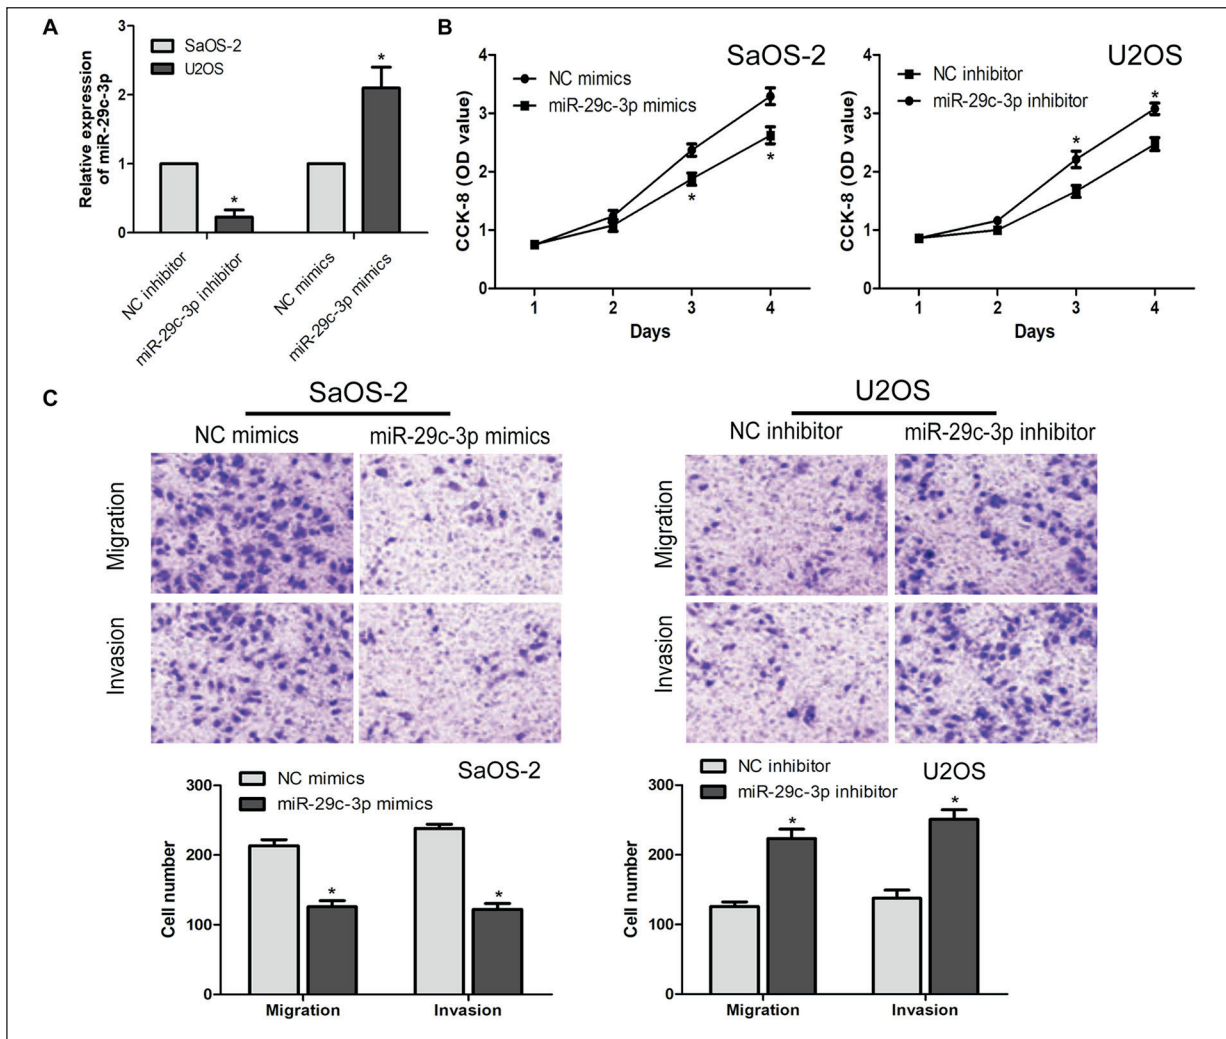 A
Relative expression
of miR-29c-3p
3
2
1
0
SaOS-2
U2OS
*
*
NC inhibitor
miR-29c-3p inhibitor
NC mimics
miR-29c-3p mimics
B
SaOS-2
CCK-8 (OD value)
4
3
2
1
0
NC mimics
miR-29c-3p mimics
*
*
1 2 3 4
Days
U2OS
CCK-8 (OD value)
4
3
2
1
0
NC inhibitor
miR-29c-3p inhibitor
*
*
1 2 3 4
Days
C
SaOS-2
NC mimics miR-29c-3p mimics
Migration
Invasion
U2OS
NC inhibitor miR-29c-3p inhibitor
Migration
Invasion
SaOS-2
NC mimics
miR-29c-3p mimics
Cell number
300
200
100
0
*
*
Migration Invasion
U2OS
NC inhibitor
miR-29c-3p inhibitor
Cell number
300
200
100
0
*
*
Migration Invasion